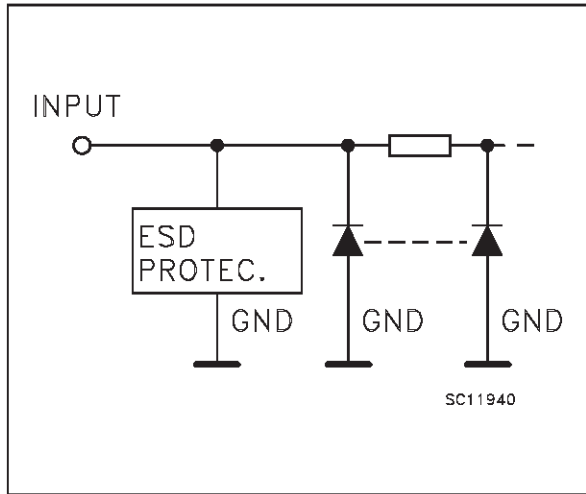 INPUT
ESD
PROTEC.
GND
GND
GND
SC11940